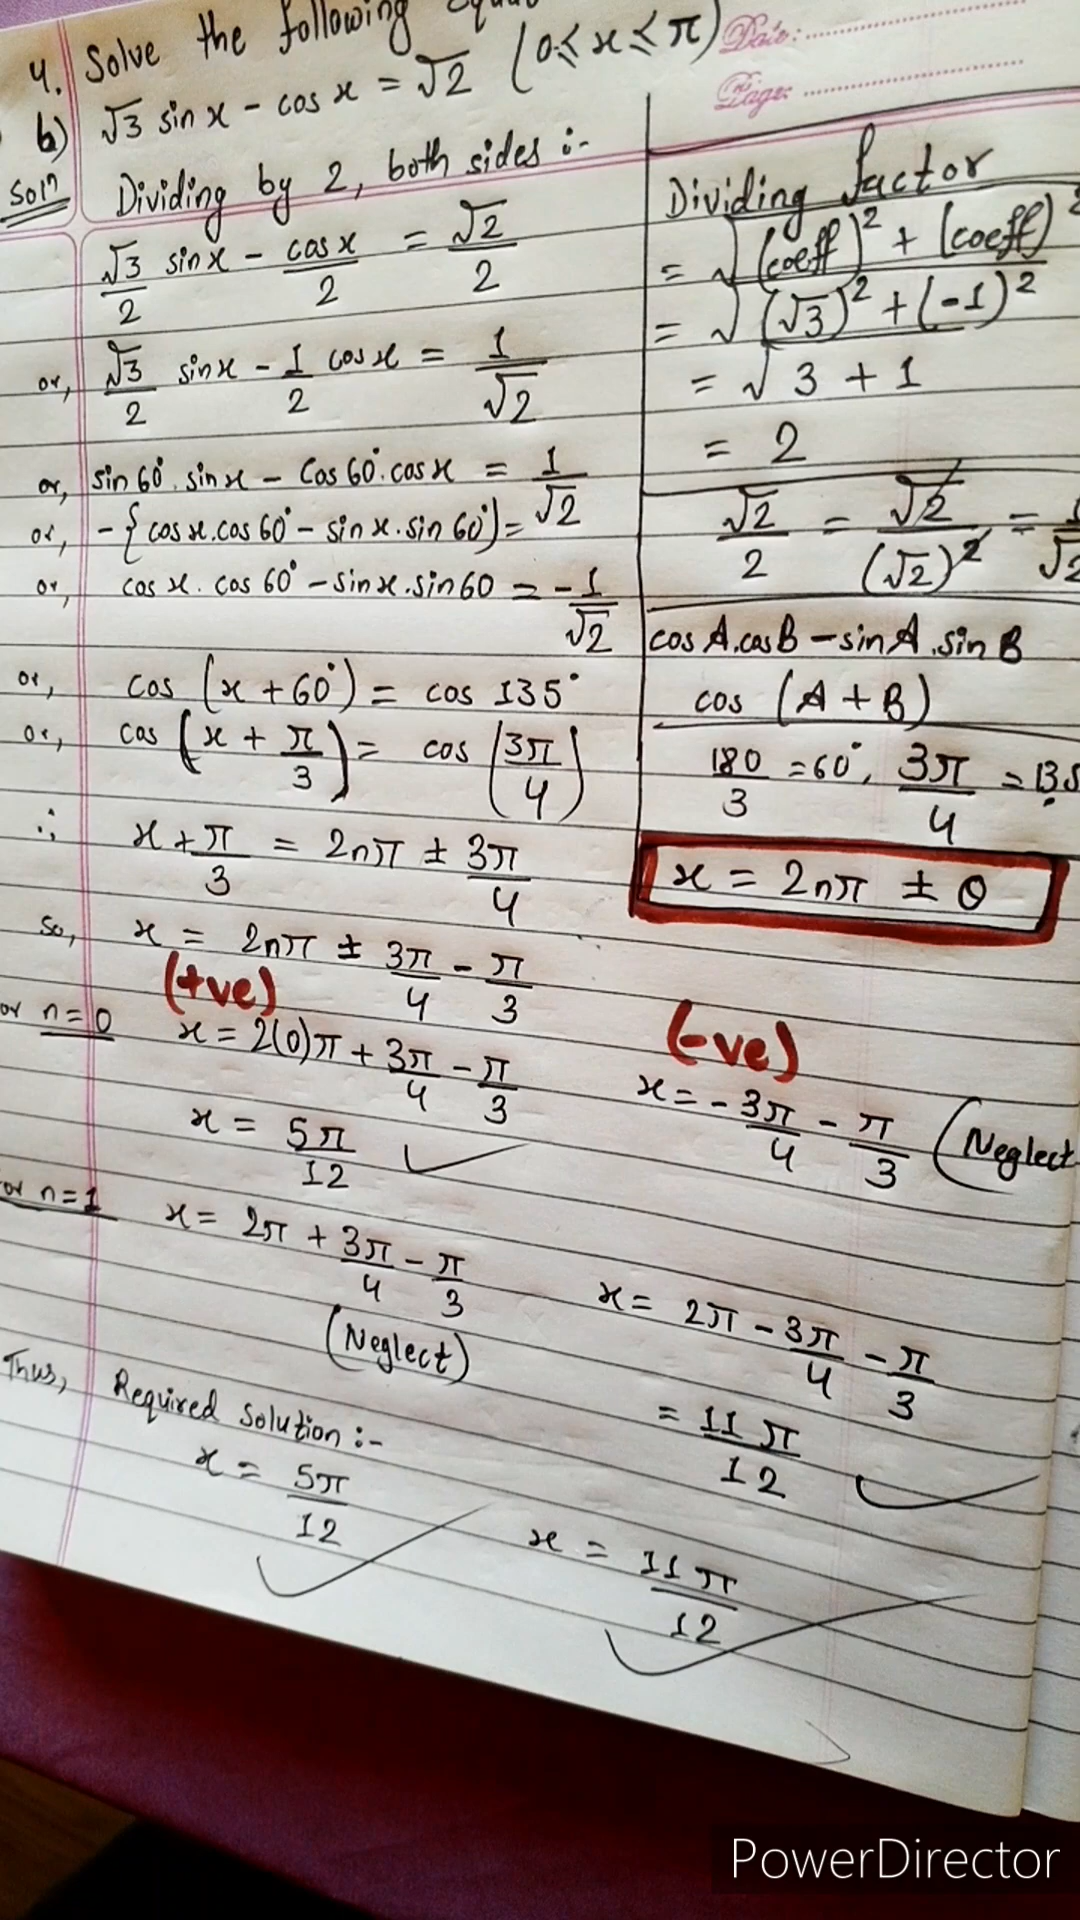 4. Solve the following
b) √3 sin x - cos x = √2 (0 ≤ x ≤ π)
Date:
Page:
Solⁿ Dividing by 2, both sides :-
√3/2 sin x - cos x/2 = √2/2
or, √3/2 sin x - 1/2 cos x = 1/√2
or, sin 60°. sin x - Cos 60°. cos x = 1/√2
or, - { cos x. cos 60° - sin x. sin 60° } = 1/√2
or, cos x. cos 60° - sin x. sin 60 = - 1/√2
or, cos (x + 60°) = cos 135°
or, cos (x + π/3) = cos (3π/4)
∴ x + π/3 = 2nπ ± 3π/4
So, x = 2nπ ± 3π/4 - π/3
Dividing factor
= √(coeff)² + (coeff)²
= √(√3)² + (-1)²
= √3 + 1
= 2
√2/2 = √2/(√2)² = 1/√2
cos A. cos B - sin A. sin B
cos (A + B)
180/3 = 60°, 3π/4 = 135
x = 2nπ ± θ
(+ve)
or n = 0 x = 2(0)π + 3π/4 - π/3
x = 5π/12 ✓
(-ve)
x = - 3π/4 - π/3 (Neglect
or n = 1 x = 2π + 3π/4 - π/3
(Neglect)
x = 2π - 3π/4 - π/3
= 11π/12 ✓
Thus, Required solution :-
x = 5π/12 ✓
x = 11π/12 ✓
PowerDirector